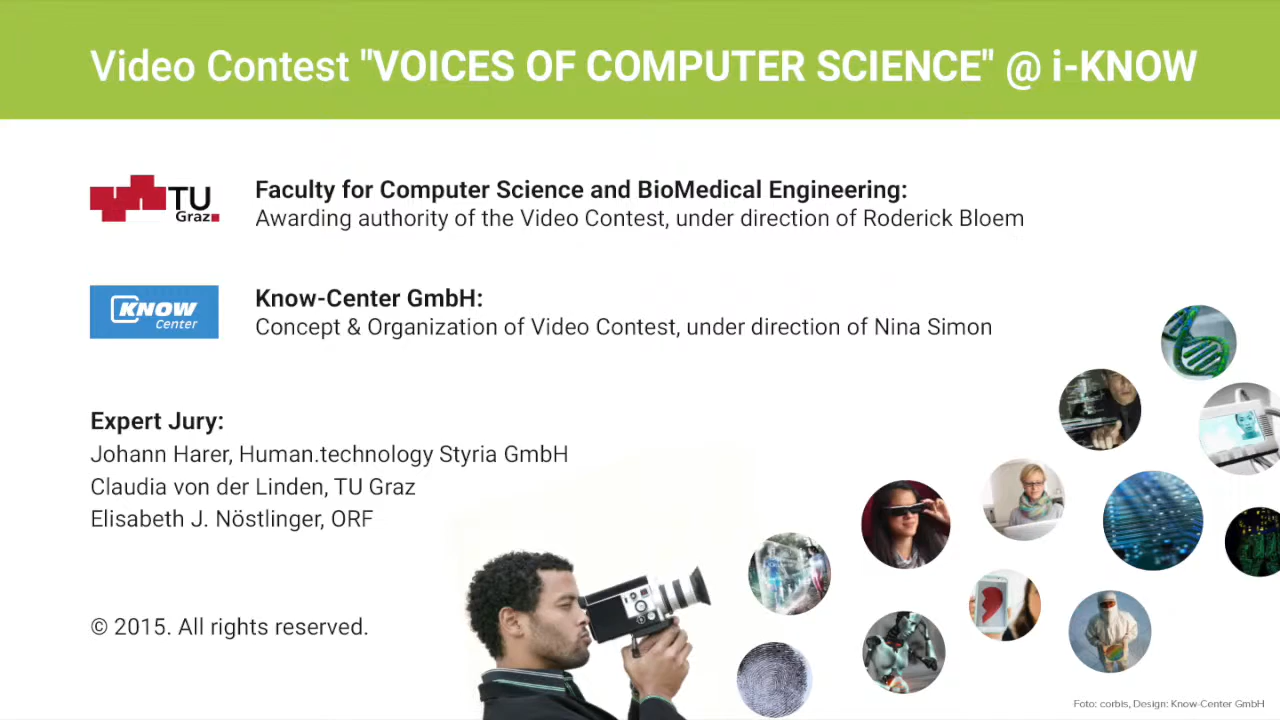 Video Contest "VOICES OF COMPUTER SCIENCE" @ i-KNOW
TU
Graz
Faculty for Computer Science and BioMedical Engineering:
Awarding authority of the Video Contest, under direction of Roderick Bloem
KNOW
Center
Know-Center GmbH:
Concept & Organization of Video Contest, under direction of Nina Simon
Expert Jury:
Johann Harer, Human.technology Styria GmbH
Claudia von der Linden, TU Graz
Elisabeth J. Nöstlinger, ORF
© 2015. All rights reserved.
Foto: corbis, Design: Know-Center GmbH